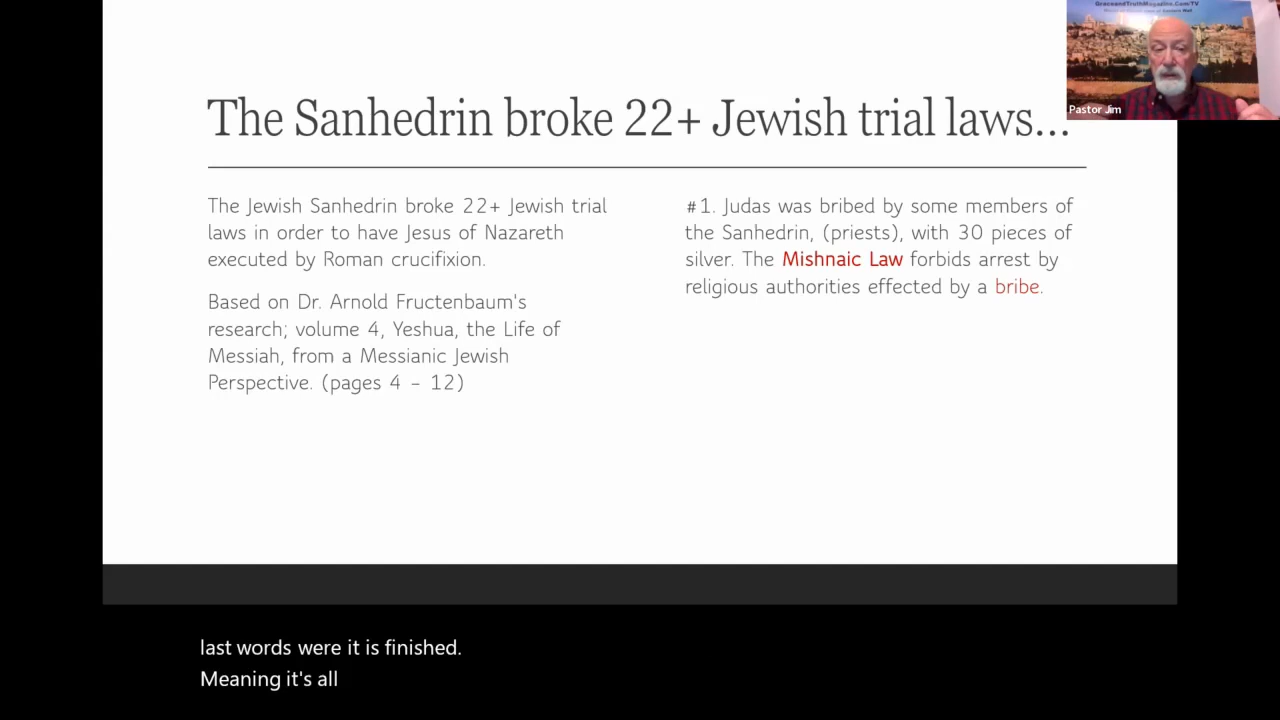 GraceandTruthMagazine.Com/TV
Pastor Jim
The Sanhedrin broke 22+ Jewish trial laws...
The Jewish Sanhedrin broke 22+ Jewish trial
laws in order to have Jesus of Nazareth
executed by Roman crucifixion.
Based on Dr. Arnold Fructenbaum's
research; volume 4, Yeshua, the Life of
Messiah, from a Messianic Jewish
Perspective. (pages 4 – 12)
#1. Judas was bribed by some members of
the Sanhedrin, (priests), with 30 pieces of
silver. The Mishnaic Law forbids arrest by
religious authorities effected by a bribe.
last words were it is finished.
Meaning it's all